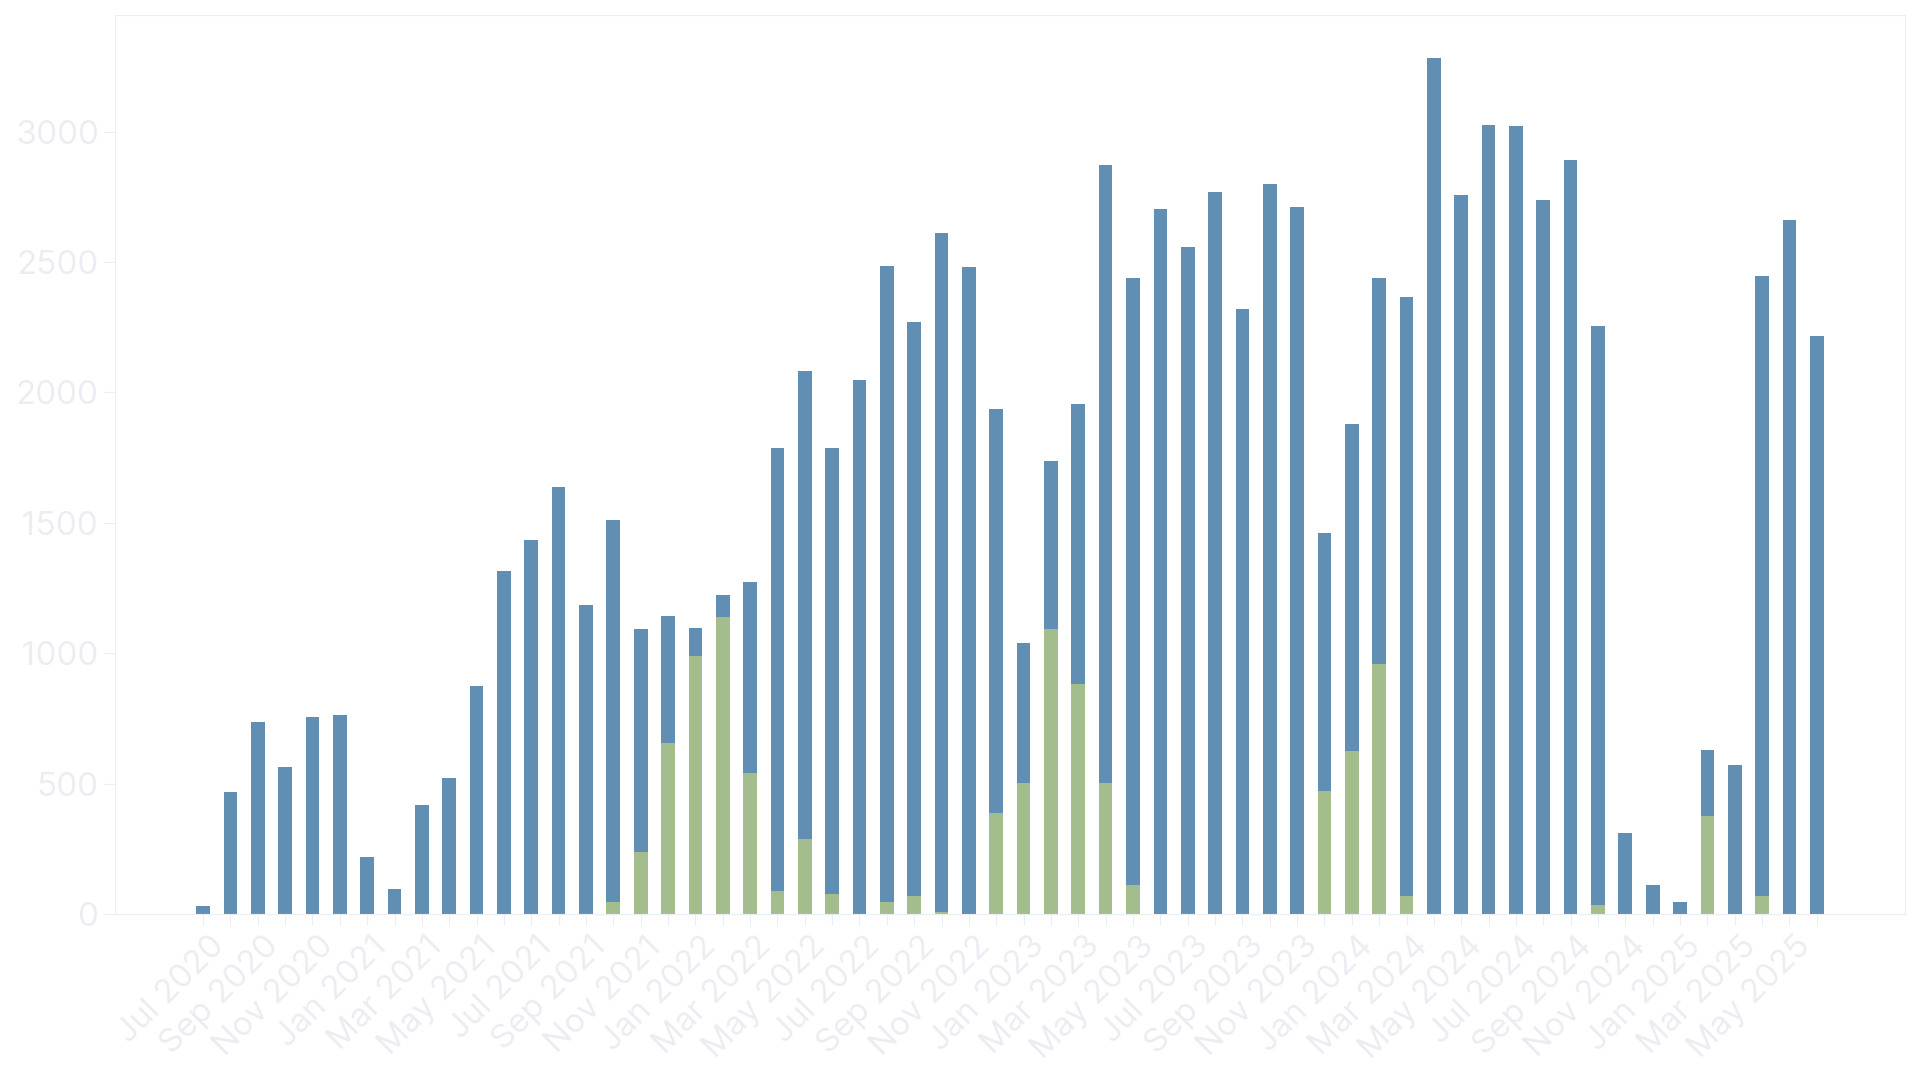 3000
2500
2000
1500
1000
500
0
Jul 2020
Sep 2020
Nov 2020
Jan 2021
Mar 2021
May 2021
Jul 2021
Sep 2021
Nov 2021
Jan 2022
Mar 2022
May 2022
Jul 2022
Sep 2022
Nov 2022
Jan 2023
Mar 2023
May 2023
Jul 2023
Sep 2023
Nov 2023
Jan 2024
Mar 2024
May 2024
Jul 2024
Sep 2024
Nov 2024
Jan 2025
Mar 2025
May 2025